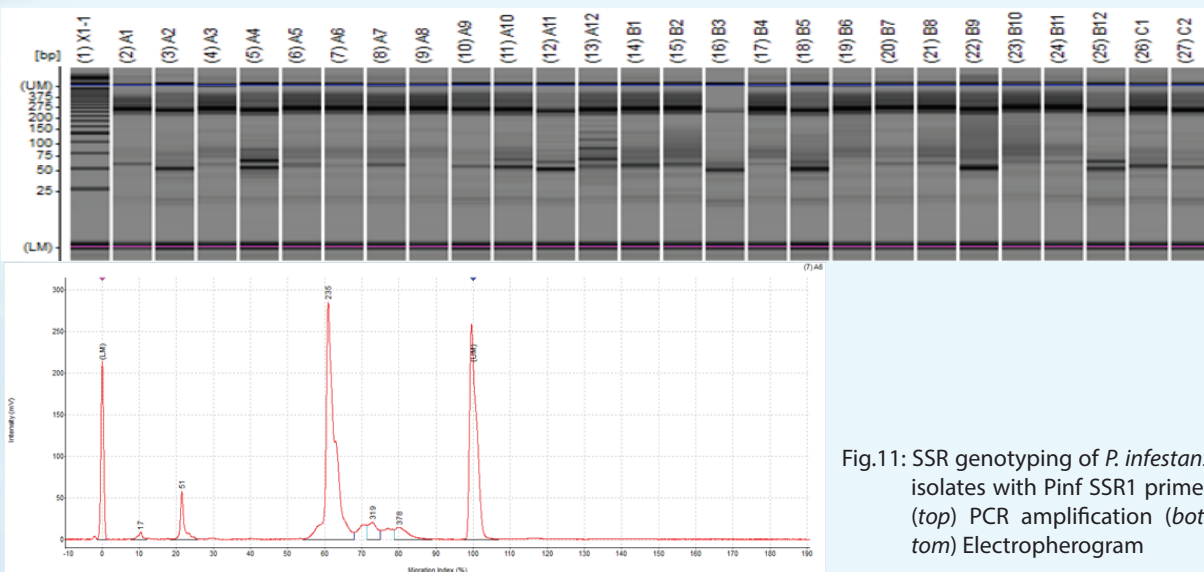 [bp] (1) X1-1 (2) A1 (3) A2 (4) A3 (5) A4 (6) A5 (7) A6 (8) A7 (9) A8 (10) A9 (11) A10 (12) A11 (13) A12 (14) B1 (15) B2 (16) B3 (17) B4 (18) B5 (19) B6 (20) B7 (21) B8 (22) B9 (23) B10 (24) B11 (25) B12 (26) C1 (27) C2
(UM)
375
275
200
150
100
75
50
25
(LM)
(7) A6
Intensity (mV)
300
250
200
150
100
50
(LM)
17
51
235
319
378
(UM)
-10 0 10 20 30 40 50 60 70 80 90 100 110 120 130 140 150 160 170 180 190
Migration Index (%)
Fig.11: SSR genotyping of P. infestan
isolates with Pinf SSR1 prime
(top) PCR amplification (bot
tom) Electropherogram